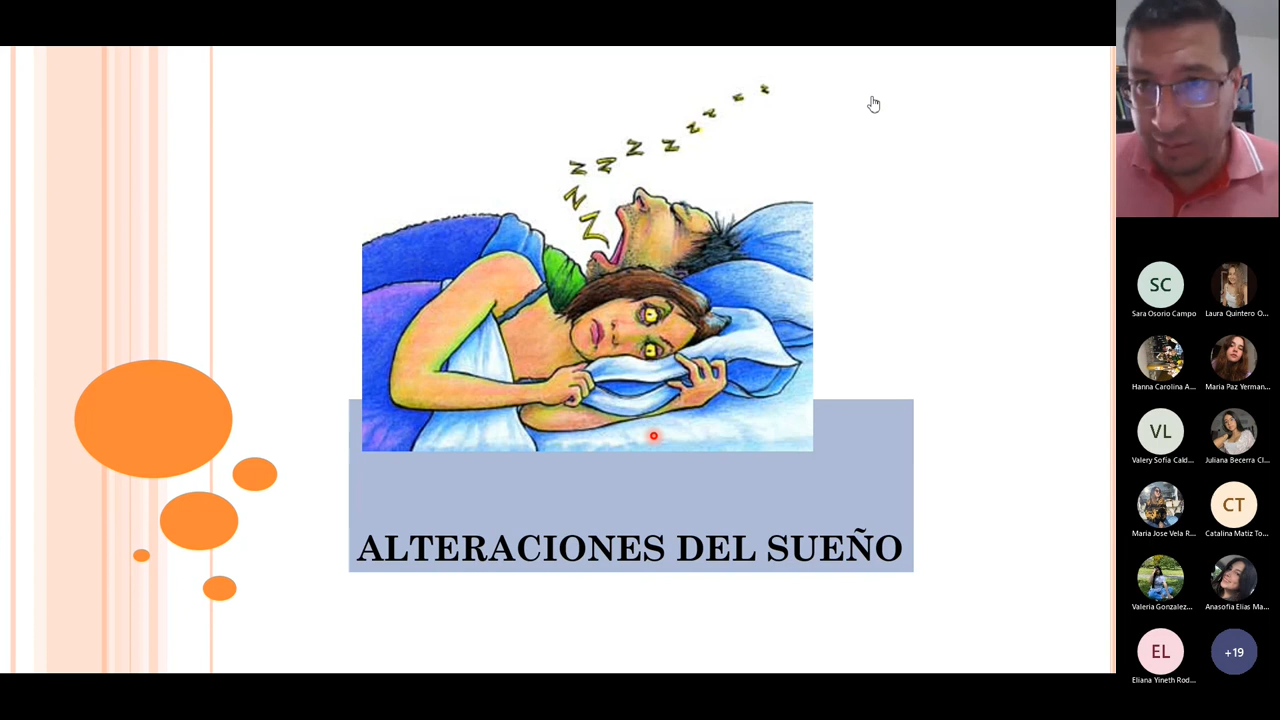 z z z z z z z z z z z
ALTERACIONES DEL SUEÑO
SC
Sara Osorio Campo
Laura Quintero O...
Hanna Carolina A...
Maria Paz Yerman...
VL
Valery Sofía Cald...
Juliana Becerra Cl...
Maria Jose Vela R...
CT
Catalina Matiz To...
Valeria Gonzalez...
Anasofia Elias Ma...
EL
+19
Eliana Yineth Rod...